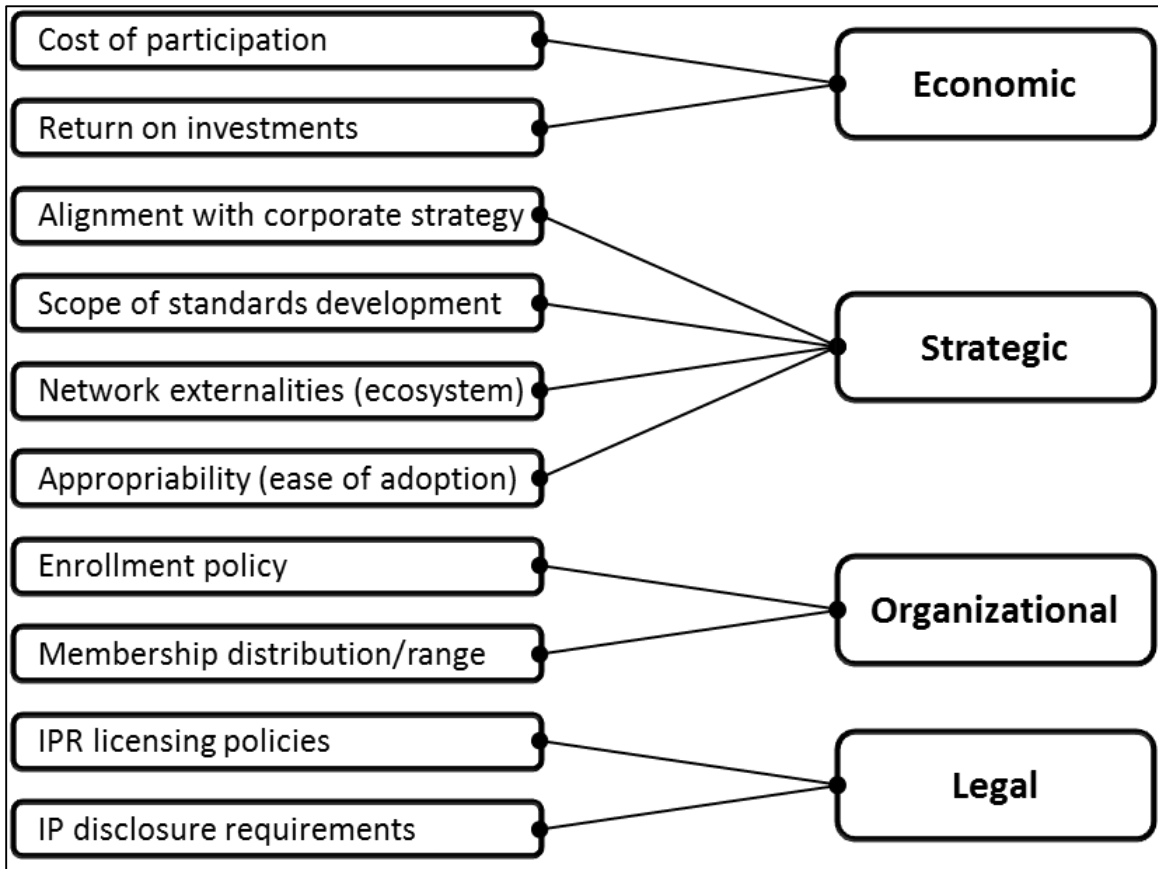 Cost of participation
Return on investments
Economic
Alignment with corporate strategy
Scope of standards development
Network externalities (ecosystem)
Appropriability (ease of adoption)
Strategic
Enrollment policy
Membership distribution/range
Organizational
IPR licensing policies
IP disclosure requirements
Legal